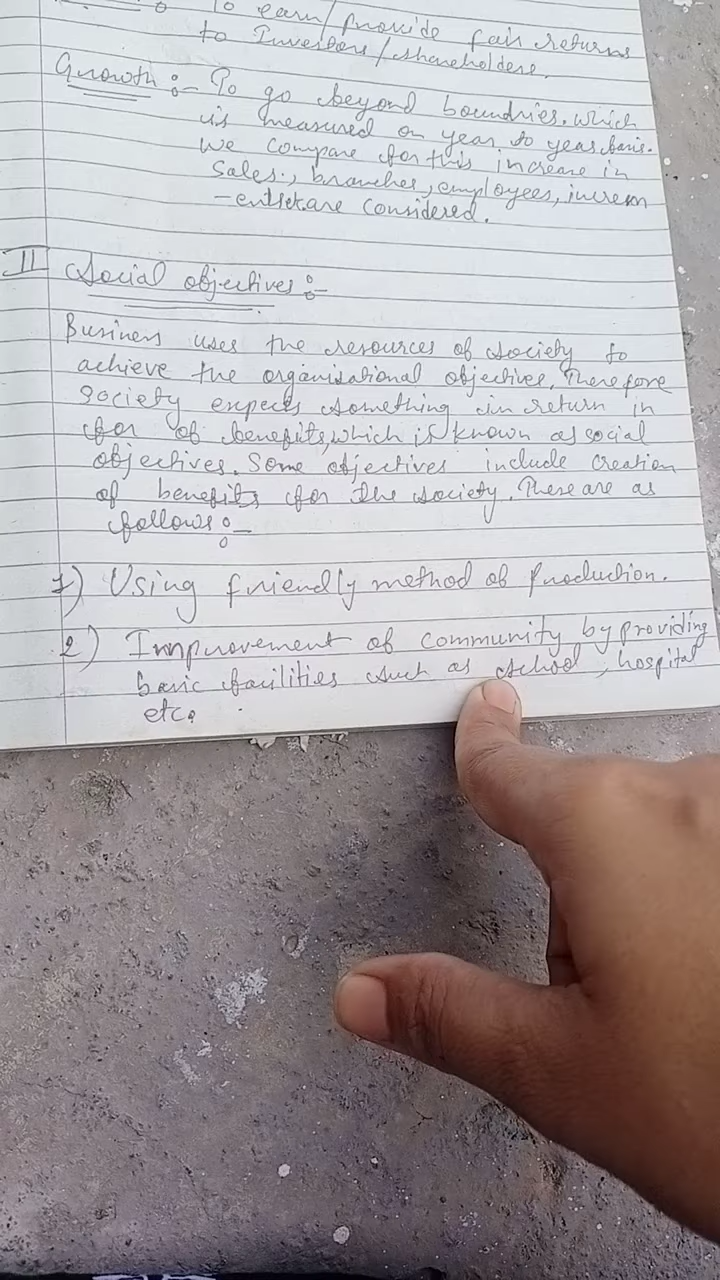 To earn/provide fair returns
to Investors/shareholders.
Growth :- To go beyond boundries. which
is measured on year to year basis.
We compare for this increase in
Sales., branches, employees, increm
-ent are considered.
II Social objectives :-
Business uses the resources of society to
achieve the organisational objectives, Therefore
society expects something in return in
for of benefits, which is known as social
objectives. Some objectives include creation
of benefits for the society. These are as
follows :-
1) Using friendly method of Production.
2) Improvement of community by providing
basic facilities such as school, hospital
etc.